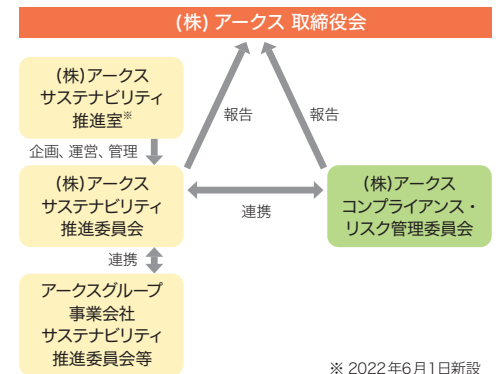 (株) アークス 取締役会
(株)アークス
サステナビリティ
推進室※
企画、運営、管理
報告
報告
(株)アークス
サステナビリティ
推進委員会
連携
(株)アークス
コンプライアンス・
リスク管理委員会
連携
アークスグループ
事業会社
サステナビリティ
推進委員会等
※ 2022年6月1日新設